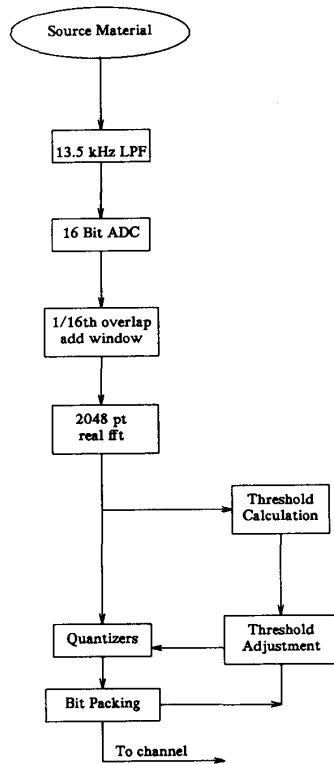 Source Material
13.5 kHz LPF
16 Bit ADC
1/16th overlap
add window
2048 pt
real fft
Threshold
Calculation
Quantizers
Threshold
Adjustment
Bit Packing
To channel